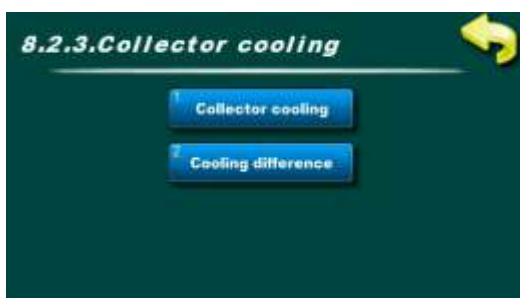 8.2.3.Collector cooling
1
Collector cooling
2
Cooling difference